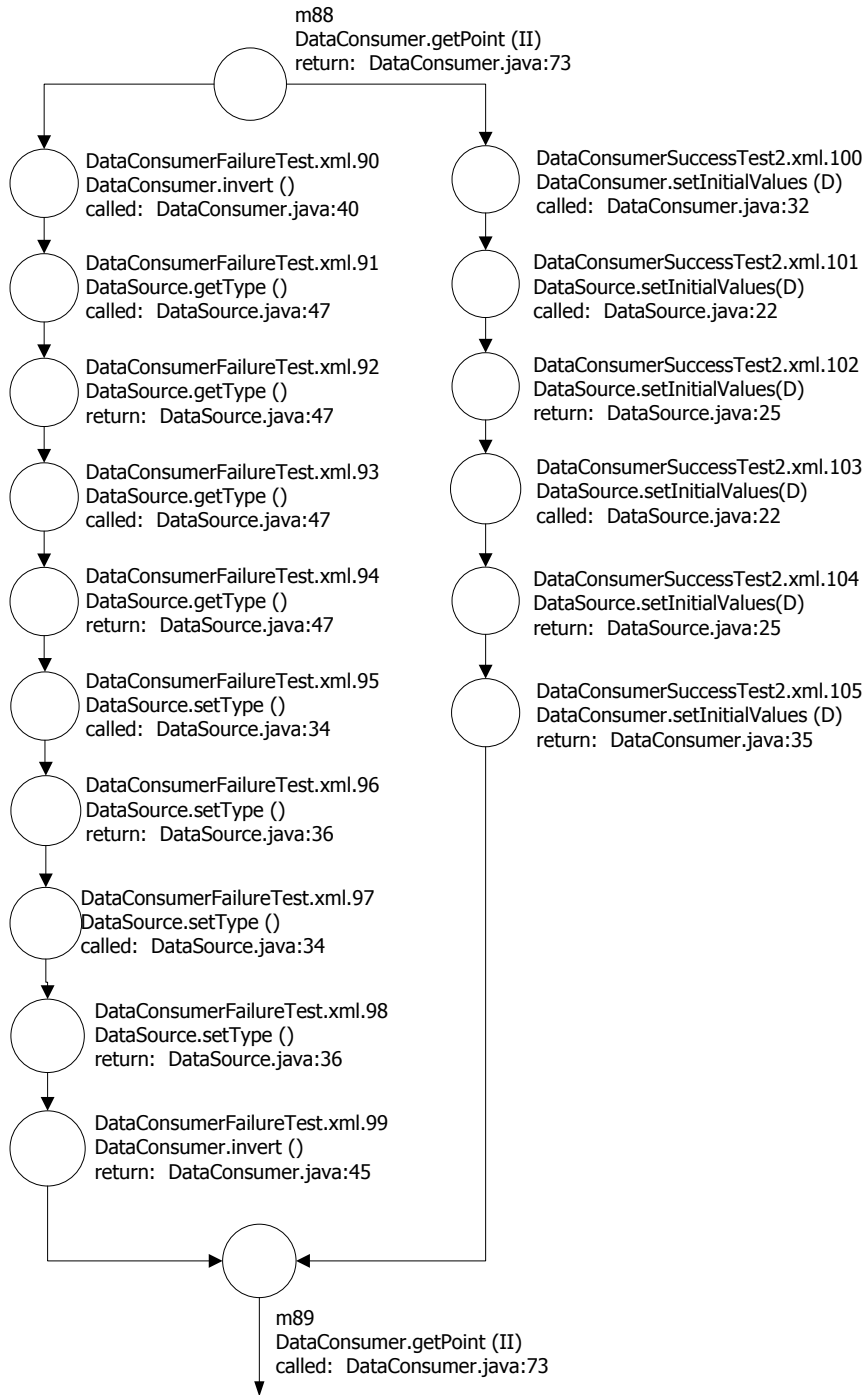 m88
DataConsumer.getPoint (II)
return: DataConsumer.java:73
DataConsumerFailureTest.xml.90
DataConsumer.invert ()
called: DataConsumer.java:40
DataConsumerFailureTest.xml.91
DataSource.getType ()
called: DataSource.java:47
DataConsumerFailureTest.xml.92
DataSource.getType ()
return: DataSource.java:47
DataConsumerFailureTest.xml.93
DataSource.getType ()
called: DataSource.java:47
DataConsumerFailureTest.xml.94
DataSource.getType ()
return: DataSource.java:47
DataConsumerFailureTest.xml.95
DataSource.setType ()
called: DataSource.java:34
DataConsumerFailureTest.xml.96
DataSource.setType ()
return: DataSource.java:36
DataConsumerFailureTest.xml.97
DataSource.setType ()
called: DataSource.java:34
DataConsumerFailureTest.xml.98
DataSource.setType ()
return: DataSource.java:36
DataConsumerFailureTest.xml.99
DataConsumer.invert ()
return: DataConsumer.java:45
DataConsumerSuccessTest2.xml.100
DataConsumer.setInitialValues (D)
called: DataConsumer.java:32
DataConsumerSuccessTest2.xml.101
DataSource.setInitialValues(D)
called: DataSource.java:22
DataConsumerSuccessTest2.xml.102
DataSource.setInitialValues(D)
return: DataSource.java:25
DataConsumerSuccessTest2.xml.103
DataSource.setInitialValues(D)
called: DataSource.java:22
DataConsumerSuccessTest2.xml.104
DataSource.setInitialValues(D)
return: DataSource.java:25
DataConsumerSuccessTest2.xml.105
DataConsumer.setInitialValues (D)
return: DataConsumer.java:35
m89
DataConsumer.getPoint (II)
called: DataConsumer.java:73